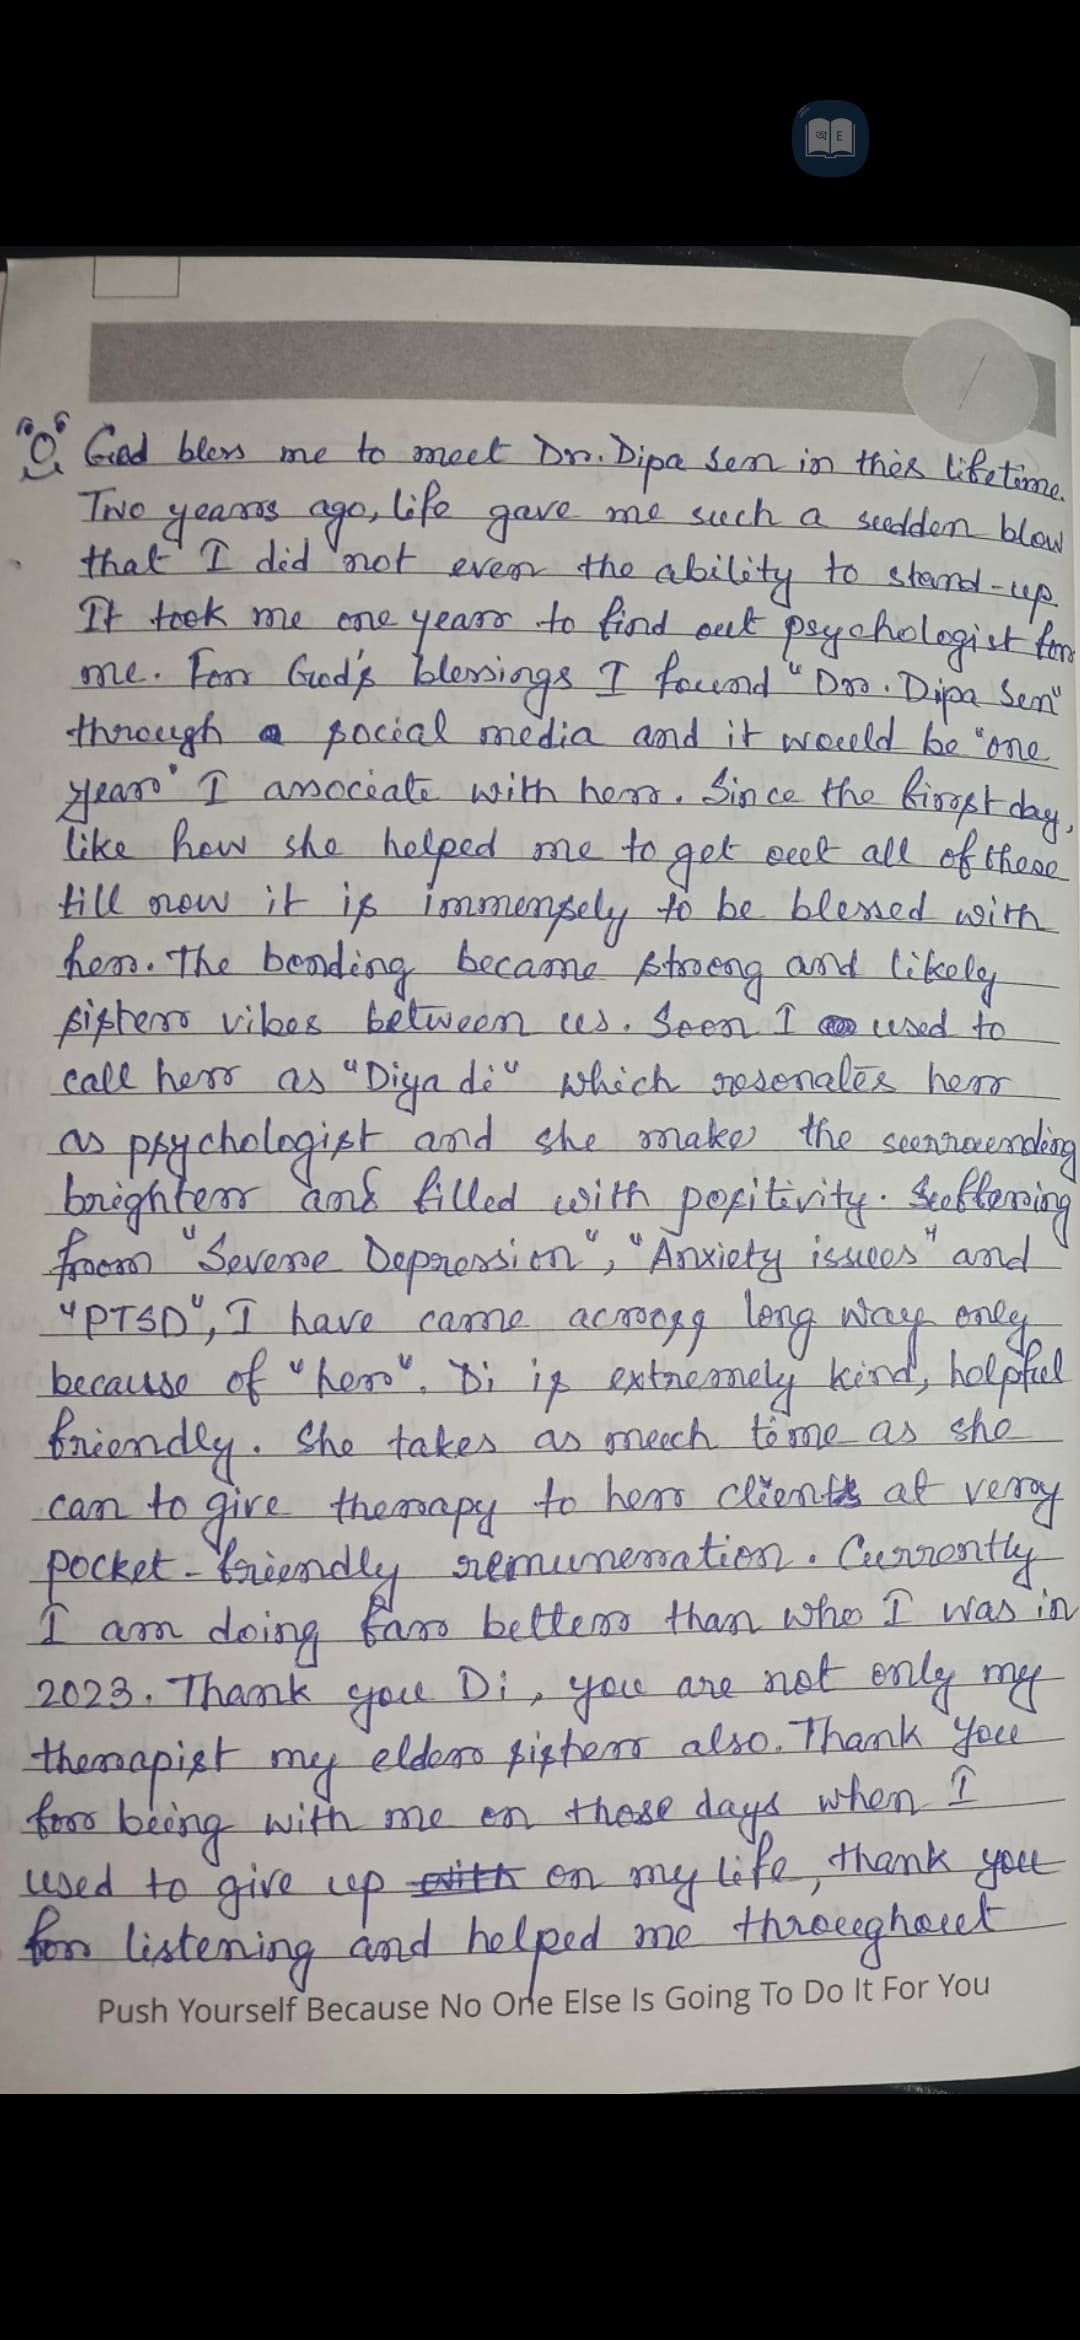 অ E
God bless me to meet Dr. Dipa Sen in this lifetime.
Two years ago, life gave me such a sudden blow
that I did not even the ability to stand-up.
It took me one year to find out psychologist for
me. For God's blessings I found "Dr. Dipa Sen"
through a social media and it would be "one
year" I associate with her. Since the first day,
like how she helped me to get out all of these
till now it is immensely to be blessed with
her. The bonding became strong and likely
sisters vibes between us. Soon I used to
call her as "Diya di" which resonates her
as psychologist and she make the surrounding
brighter and filled with positivity. Suffering
from "Severe Depression", "Anxiety issues" and
"PTSD", I have came across long way only
because of "her". Di is extremely kind, helpful
friendly. She takes as much time as she
can to give therapy to her clients at very
pocket-friendly remuneration. Currently
I am doing far better than who I was in
2023. Thank you Di, you are not only my
therapist my elder sister also. Thank you
for being with me on those days when I
used to give up with on my life, thank you
for listening and helped me throughout
Push Yourself Because No One Else Is Going To Do It For You